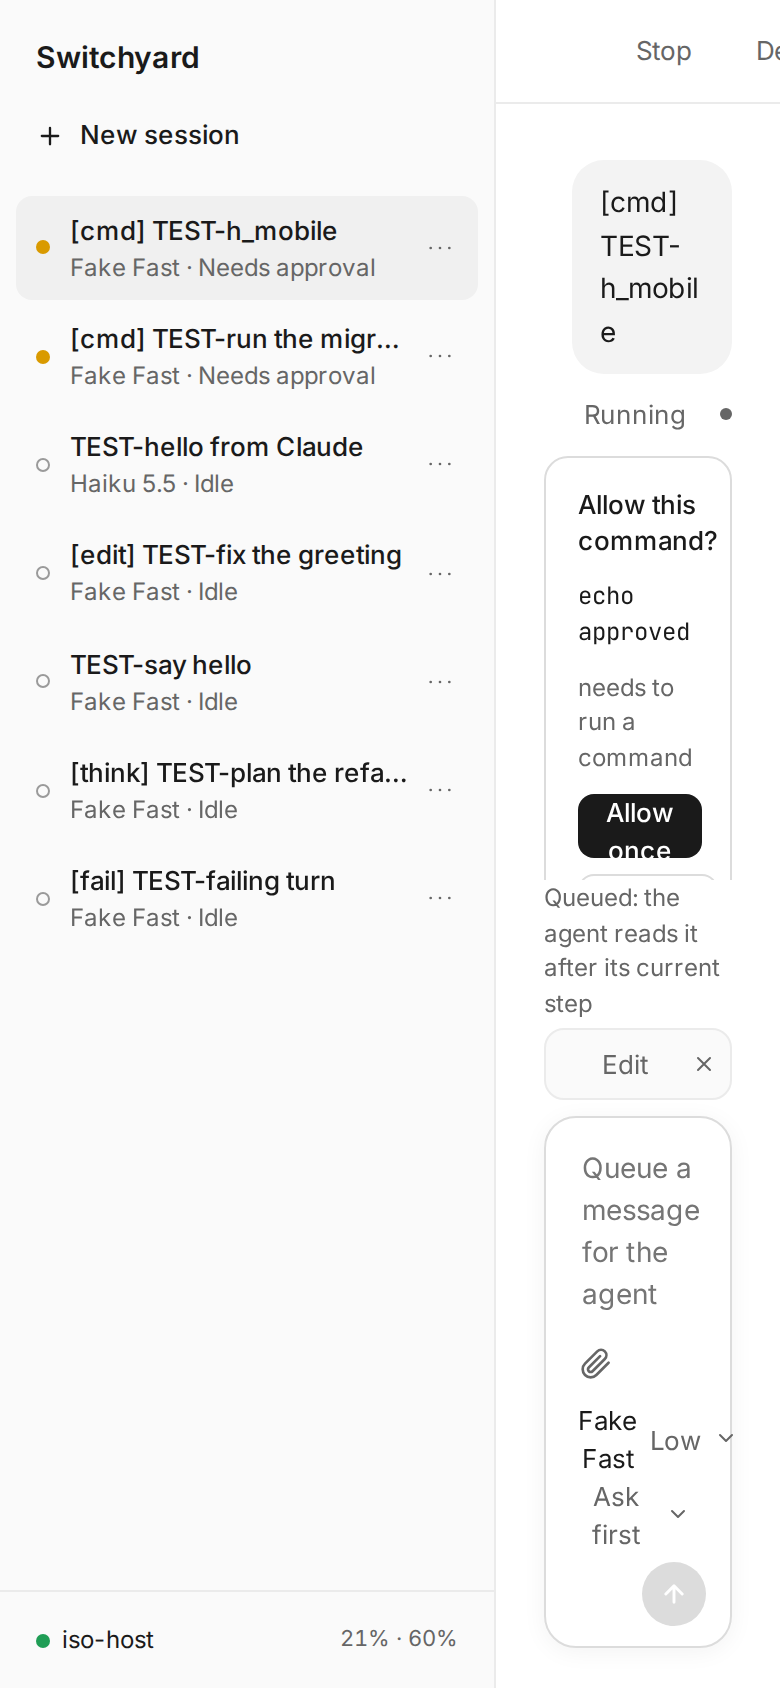 Switchyard
New session
[cmd] TEST-h_mobile
Fake Fast · Needs approval
[cmd] TEST-run the migr...
Fake Fast · Needs approval
TEST-hello from Claude
Haiku 5.5 · Idle
[edit] TEST-fix the greeting
Fake Fast · Idle
TEST-say hello
Fake Fast · Idle
[think] TEST-plan the refa...
Fake Fast · Idle
[fail] TEST-failing turn
Fake Fast · Idle
iso-host
21% · 60%
Stop
[cmd]
TEST-
h_mobil
e
Running
Allow this
command?
echo
approved
needs to
run a
command
Allow
once
Queued: the
agent reads it
after its current
step
Edit
Queue a
message
for the
agent
Fake
Fast
Low
Ask
first